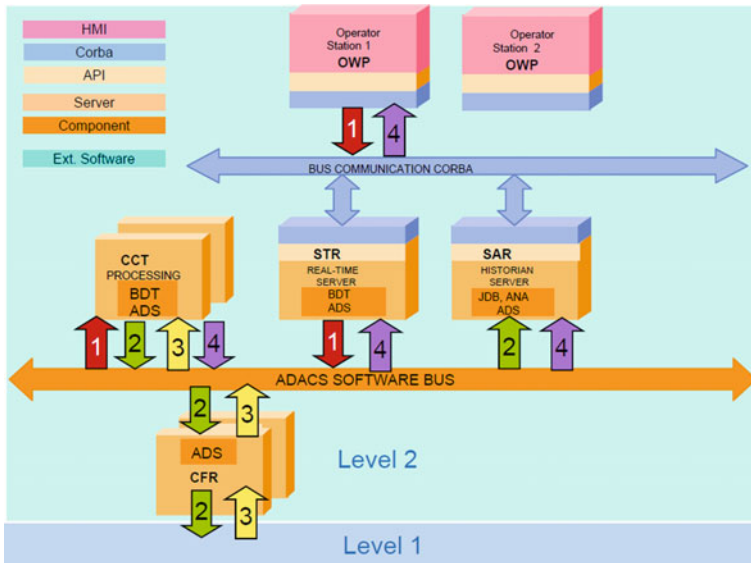 HMI
Corba
API
Server
Component
Ext. Software
Operator
Station 1
OWP
Operator
Station 2
OWP
1
4
BUS COMMUNICATION CORBA
CCT
PROCESSING
BDT
ADS
STR
REAL-TIME
SERVER
BDT
ADS
SAR
HISTORIAN
SERVER
JDB, ANA
ADS
1
2
3
4
1
4
2
4
ADACS SOFTWARE BUS
2
3
ADS
CFR
Level 2
2
3
Level 1